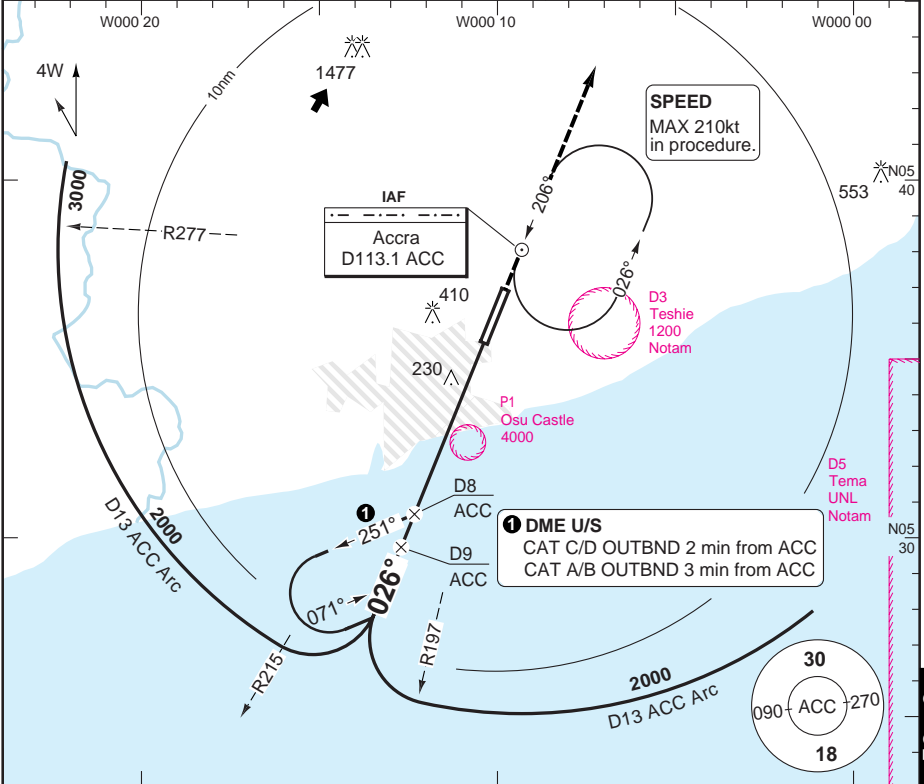 W000 20
W000 10
W000 00
4W
1477
10nm
SPEED
MAX 210kt
in procedure.
3000
553
N05
40
IAF
206°
R277
Accra
D113.1 ACC
026°
410
D3
Teshie
1200
Notam
230
P1
Osu Castle
4000
D5
Tema
UNL
Notam
D8
ACC
1
251°
2000
D13 ACC Arc
1 DME U/S
CAT C/D OUTBND 2 min from ACC
CAT A/B OUTBND 3 min from ACC
N05
30
D9
ACC
071°
026°
R197
R215
2000
D13 ACC Arc
30
090
ACC
270
18